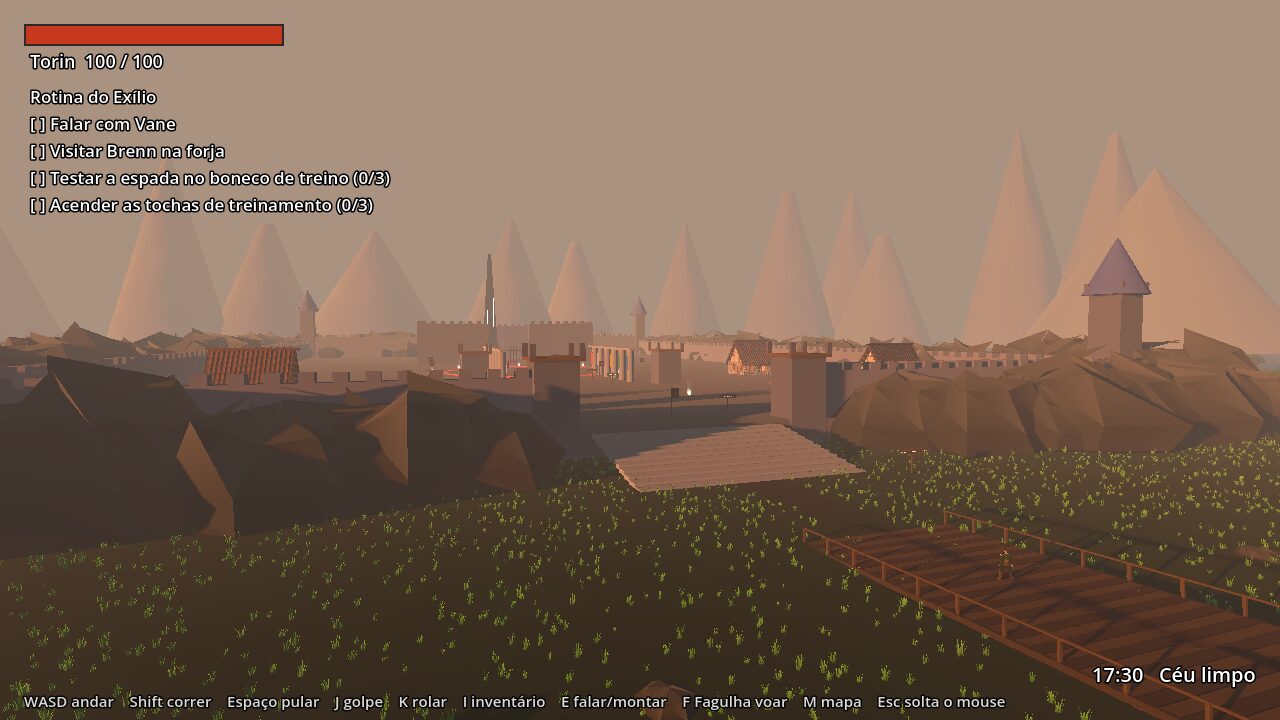 Torin 100 / 100
Rotina do Exílio
[ ] Falar com Vane
[ ] Visitar Brenn na forja
[ ] Testar a espada no boneco de treino (0/3)
[ ] Acender as tochas de treinamento (0/3)
17:30 Céu limpo
WASD andar Shift correr Espaço pular J golpe K rolar I inventário E falar/montar F Fagulha voar M mapa Esc solta o mouse